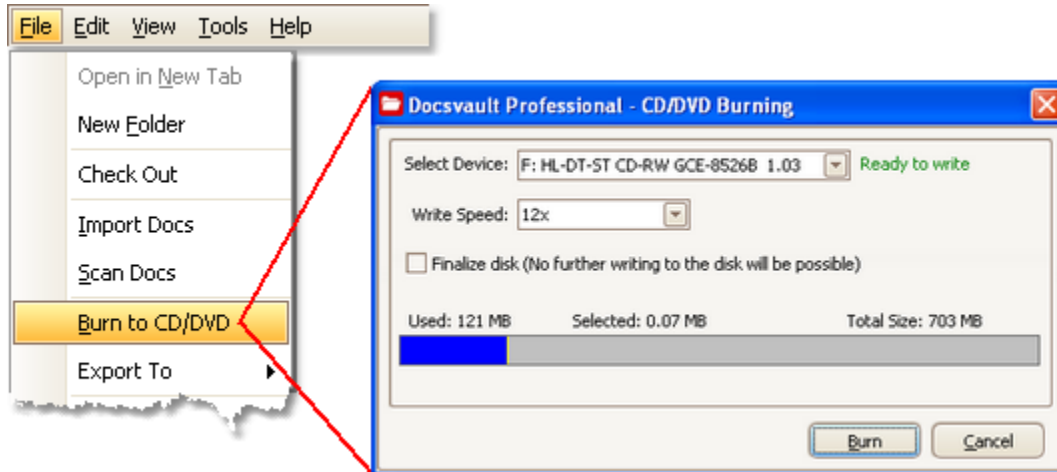 File Edit View Tools Help
Open in New Tab
New Folder
Check Out
Import Docs
Scan Docs
Burn to CD/DVD
Export To
Docsvault Professional - CD/DVD Burning
Select Device: F: HL-DT-ST CD-RW GCE-8526B 1.03 Ready to write
Write Speed: 12x
Finalize disk (No further writing to the disk will be possible)
Used: 121 MB Selected: 0.07 MB Total Size: 703 MB
Burn Cancel